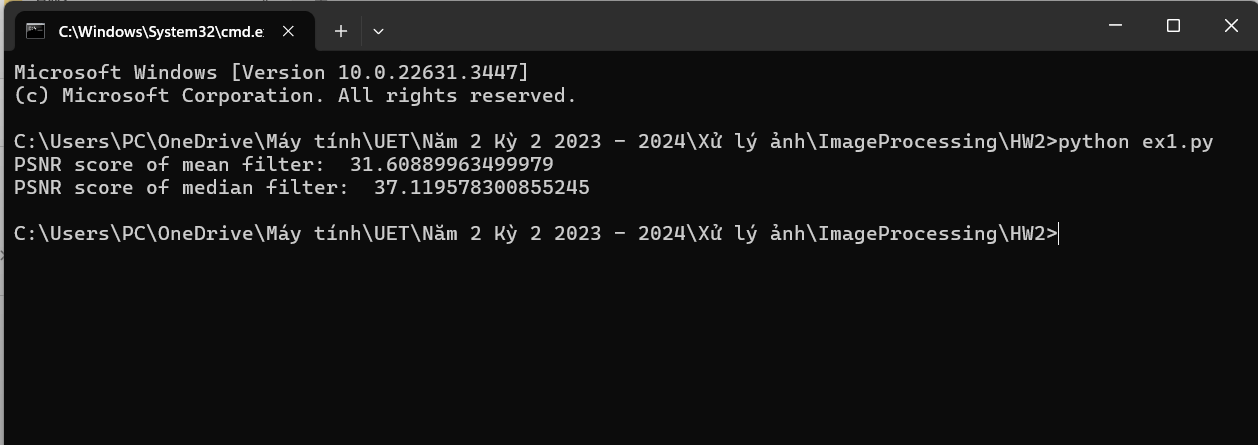 C:\Windows\System32\cmd.e
Microsoft Windows [Version 10.0.22631.3447]
(c) Microsoft Corporation. All rights reserved.
C:\Users\PC\OneDrive\Máy tính\UET\Năm 2 Kỳ 2 2023 - 2024\Xử lý ảnh\ImageProcessing\HW2>python ex1.py
PSNR score of mean filter:  31.60889963499979
PSNR score of median filter:  37.119578300855245
C:\Users\PC\OneDrive\Máy tính\UET\Năm 2 Kỳ 2 2023 - 2024\Xử lý ảnh\ImageProcessing\HW2>